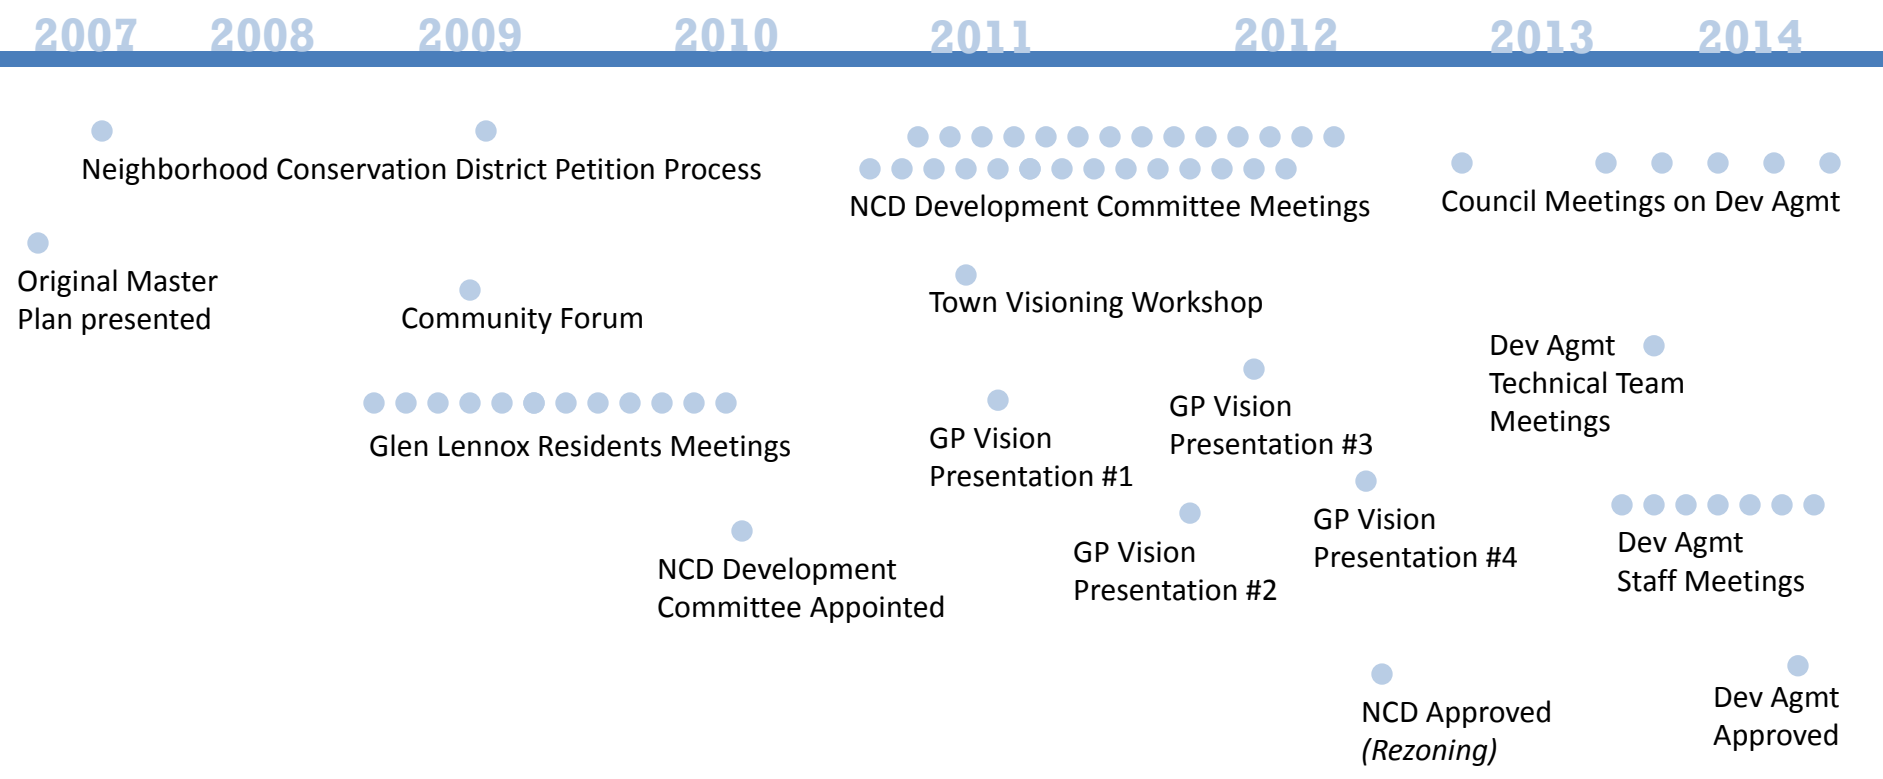 2007 2008 2009 2010 2011 2012 2013 2014
Neighborhood Conservation District Petition Process
NCD Development Committee Meetings
Council Meetings on Dev Agmt
Original Master
Plan presented
Community Forum
Town Visioning Workshop
Dev Agmt
Technical Team
Meetings
Glen Lennox Residents Meetings
GP Vision
Presentation #1
GP Vision
Presentation #3
NCD Development
Committee Appointed
GP Vision
Presentation #2
GP Vision
Presentation #4
Dev Agmt
Staff Meetings
NCD Approved
(Rezoning)
Dev Agmt
Approved